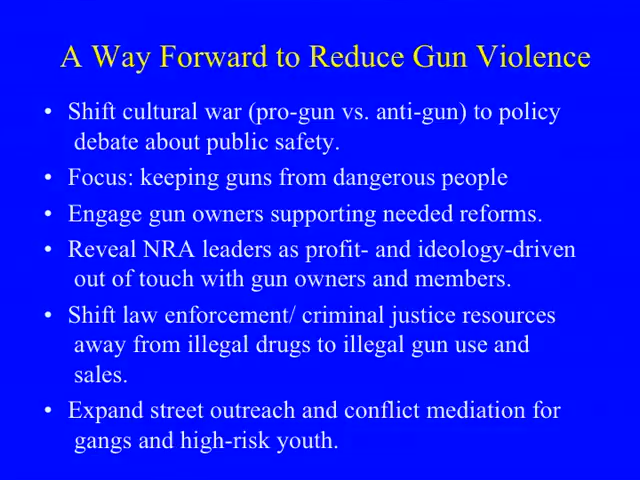 A Way Forward to Reduce Gun Violence
• Shift cultural war (pro-gun vs. anti-gun) to policy
debate about public safety.
• Focus: keeping guns from dangerous people
• Engage gun owners supporting needed reforms.
• Reveal NRA leaders as profit- and ideology-driven
out of touch with gun owners and members.
• Shift law enforcement/ criminal justice resources
away from illegal drugs to illegal gun use and
sales.
• Expand street outreach and conflict mediation for
gangs and high-risk youth.